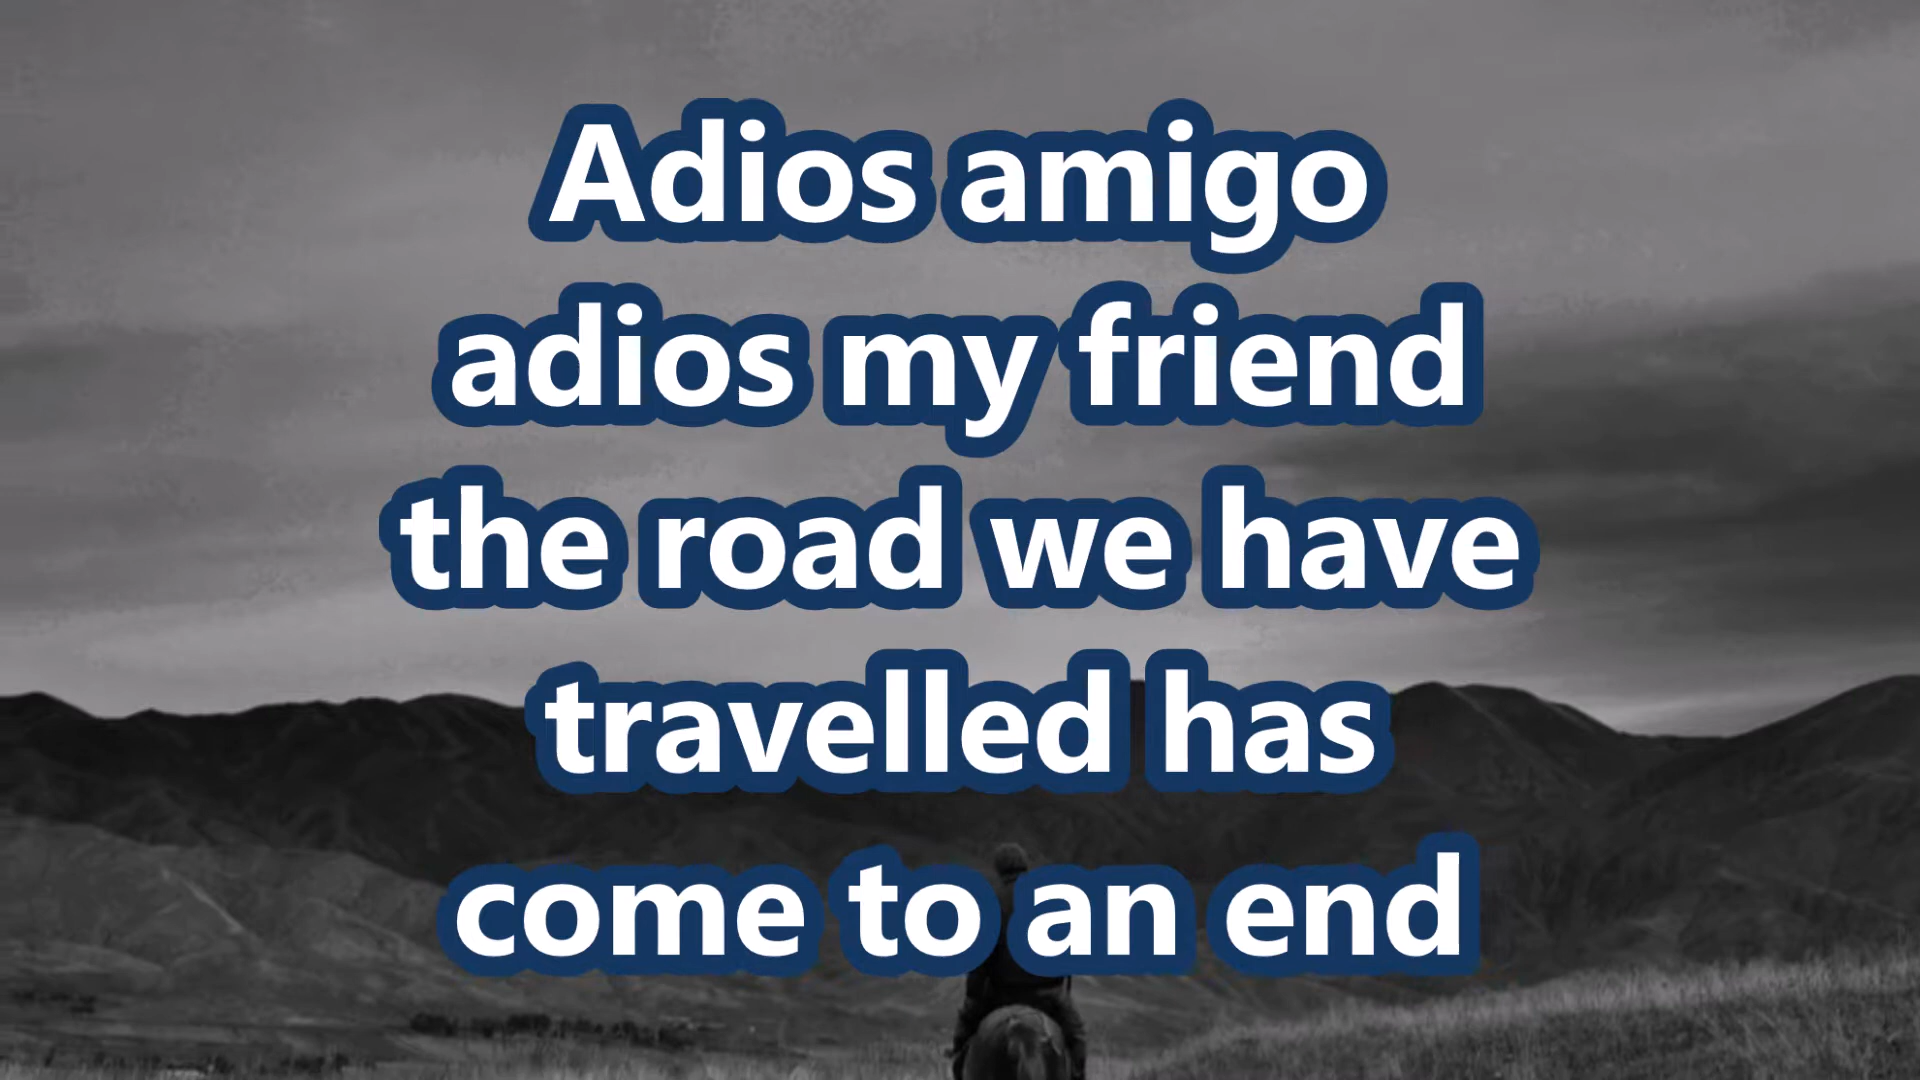 Adios amigo
adios my friend
the road we have
travelled has
come to an end